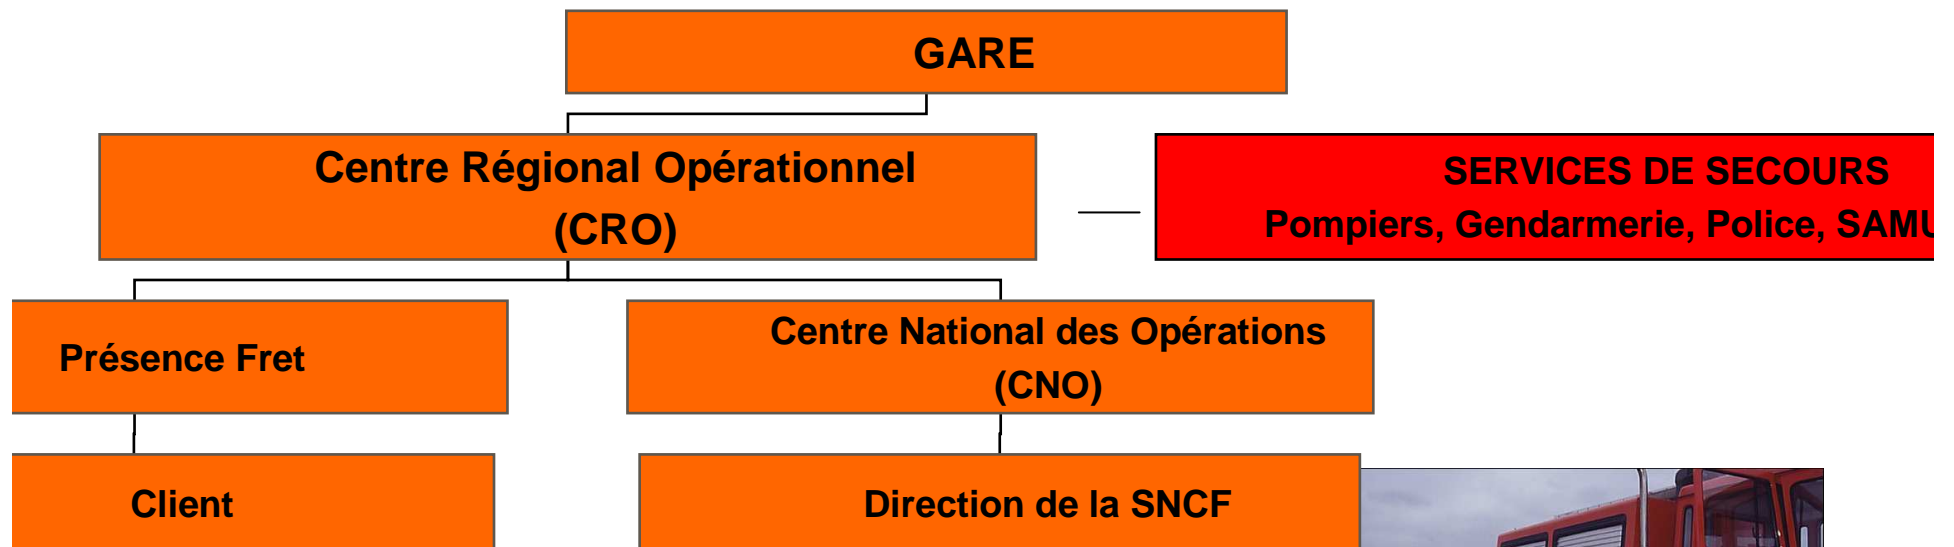 GARE
Centre Régional Opérationnel
(CRO)
SERVICES DE SECOURS
Pompiers, Gendarmerie, Police, SAMU
Présence Fret
Centre National des Opérations
(CNO)
Client
Direction de la SNCF